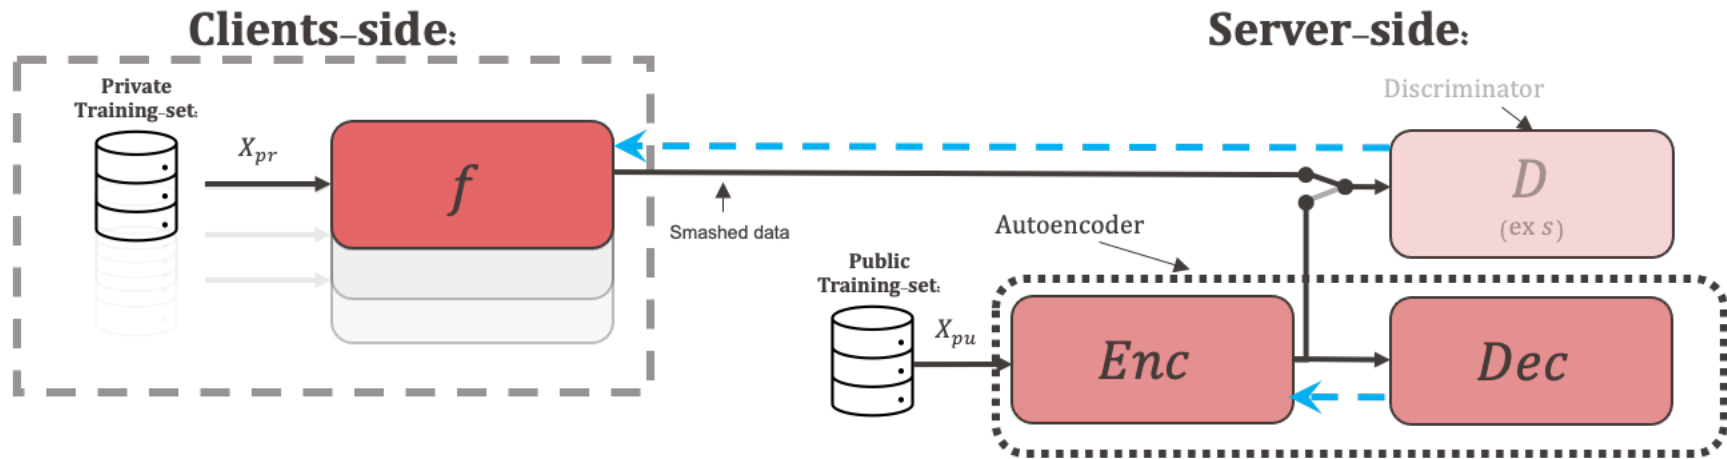 Clients-side:
Server-side:
Private
Training-set:
X_pr
f
Smashed data
Discriminator
D
(ex s)
Autoencoder
Public
Training-set:
X_pu
Enc
Dec